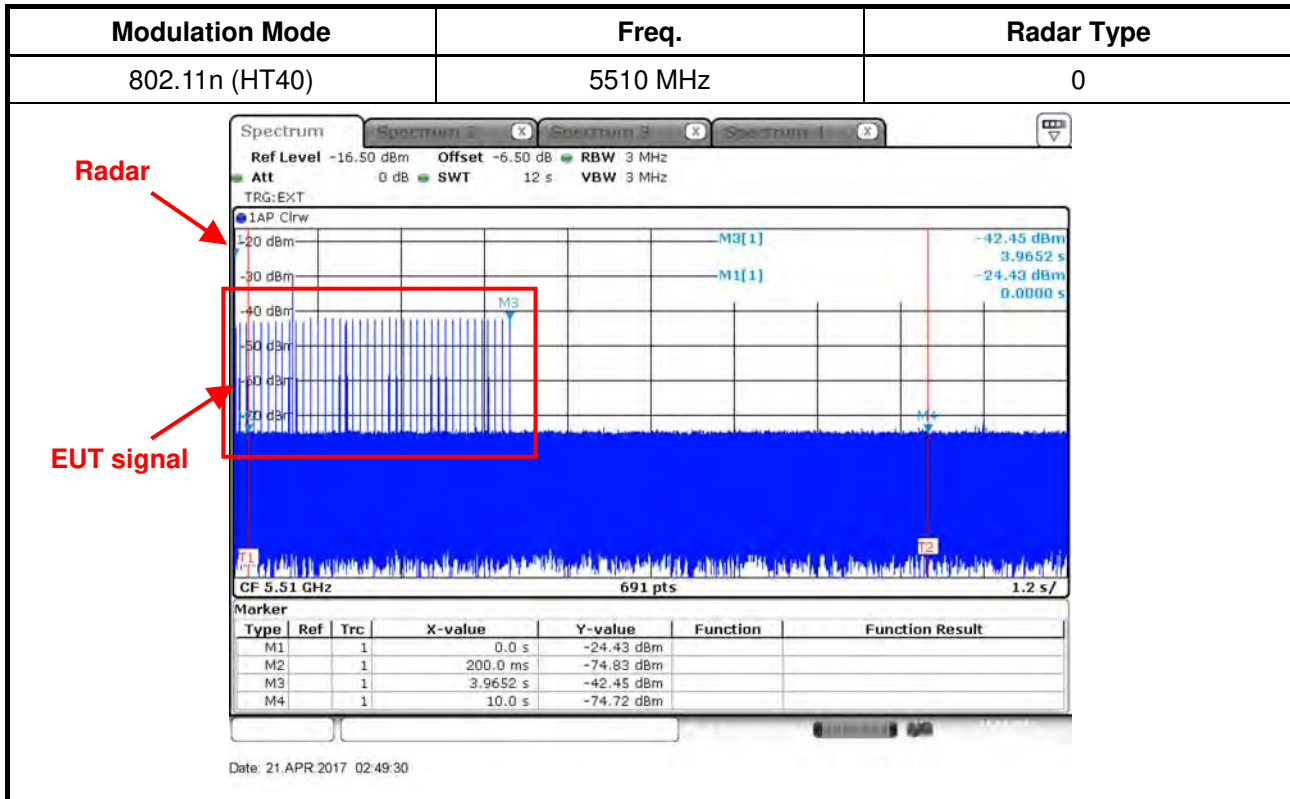 Modulation Mode Freq. Radar Type
802.11n (HT40) 5510 MHz 0
Spectrum Spectrum 2 X Spectrum 3 X Spectrum 4 X
Ref Level -16.50 dBm Offset -6.50 dB RBW 3 MHz
Att 0 dB SWT 12 s VBW 3 MHz
TRG:EXT
1AP Clrw
Radar
-20 dBm
M3[1] -42.45 dBm
3.9652 s
-30 dBm
M1[1] -24.43 dBm
0.0000 s
-40 dBm
M3
-50 dBm
-60 dBm
-70 dBm
M4
EUT signal
T1
T2
CF 5.51 GHz 691 pts 1.2 s/
Marker
Type Ref Trc X-value Y-value Function Function Result
M1 1 0.0 s -24.43 dBm
M2 1 200.0 ms -74.83 dBm
M3 1 3.9652 s -42.45 dBm
M4 1 10.0 s -74.72 dBm
Date: 21.APR.2017 02:49:30